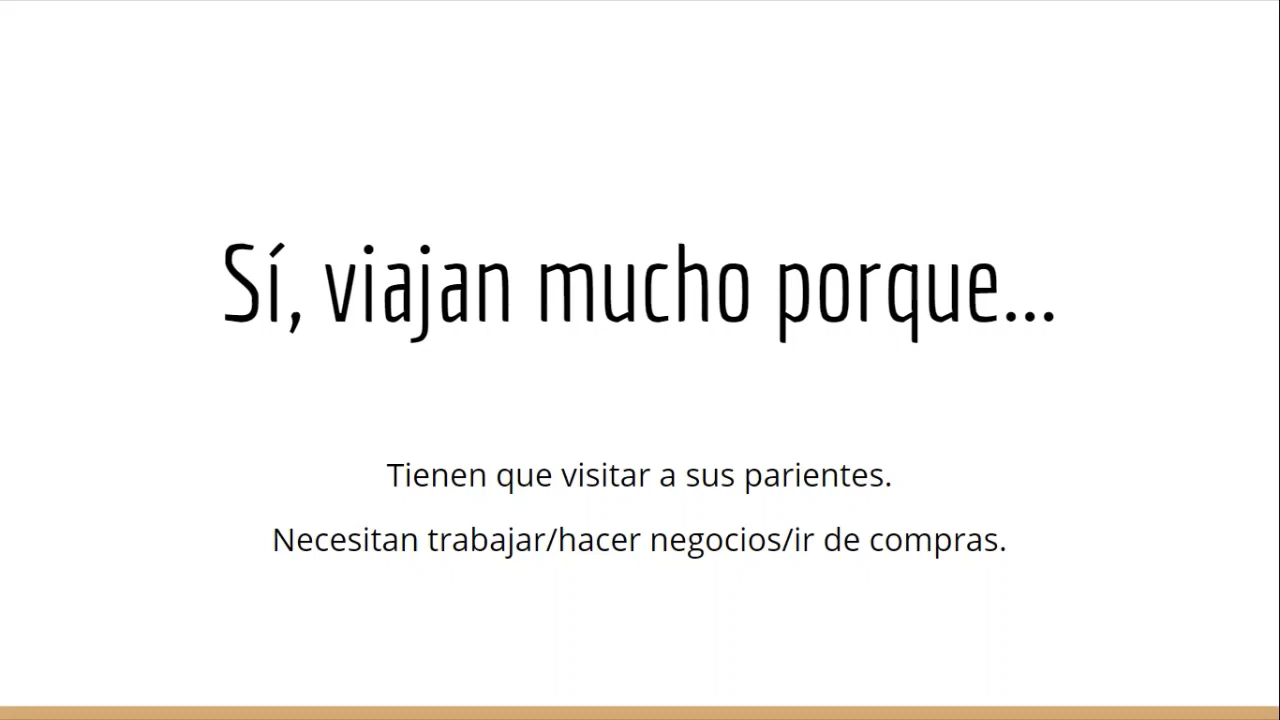 Sí, viajan mucho porque...
Tienen que visitar a sus parientes.
Necesitan trabajar/hacer negocios/ir de compras.